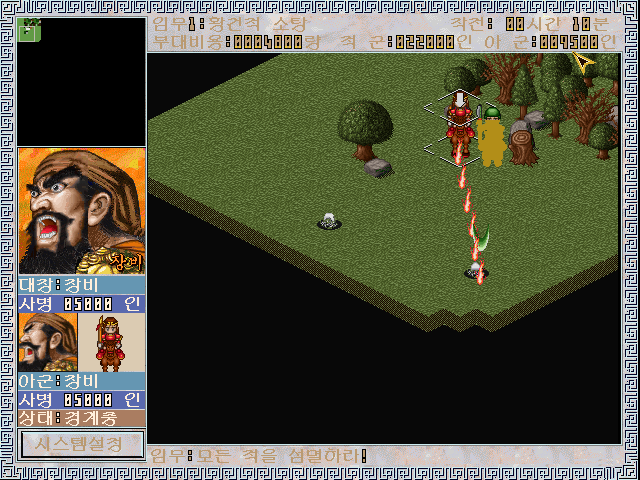 임무1:황건적 소탕 작전: 00시간 10분
부대비용:0004000량 적 군:022000인 아 군:009500인
장비
대장:장비
사병 05000 인
아군:장비
사병 05000 인
상태:경계중
시스템설정
임무:모든 적을 섬멸하라!